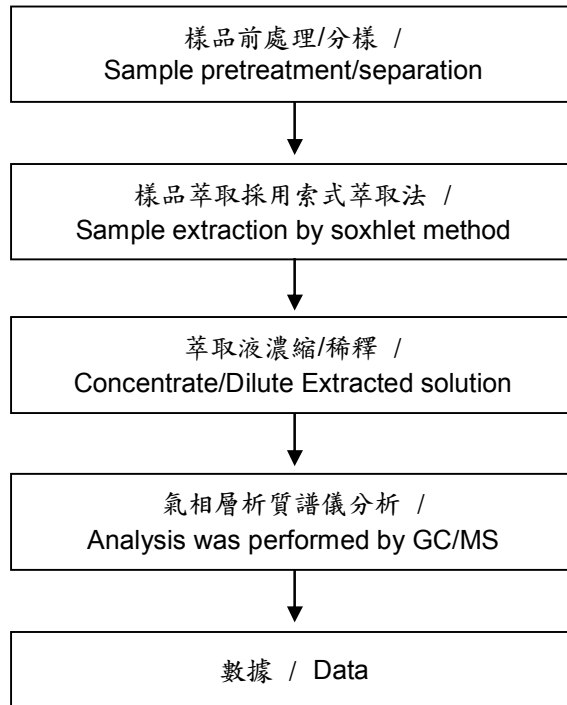 樣品前處理/分樣 /
Sample pretreatment/separation
樣品萃取採用索式萃取法 /
Sample extraction by soxhlet method
萃取液濃縮/稀釋 /
Concentrate/Dilute Extracted solution
氣相層析質譜儀分析 /
Analysis was performed by GC/MS
數據 / Data